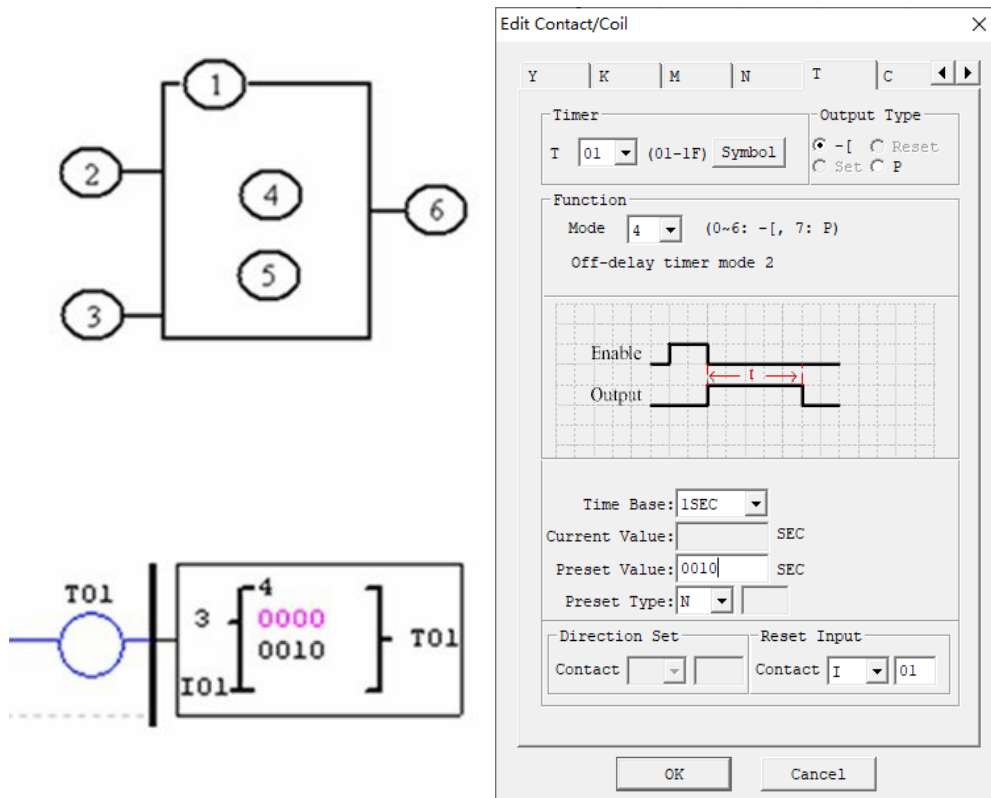 1
2
3
4
5
6
T01
3
4
0000
0010
I01
T01
Edit Contact/Coil
Y K M N T C
Timer
T 01 (01-1F) Symbol
Output Type
-[ Reset
Set P
Function
Mode 4 (0~6: -[, 7: P)
Off-delay timer mode 2
Enable
t
Output
Time Base: 1SEC
Current Value: SEC
Preset Value: 0010 SEC
Preset Type: N
Direction Set
Contact
Reset Input
Contact I 01
OK Cancel